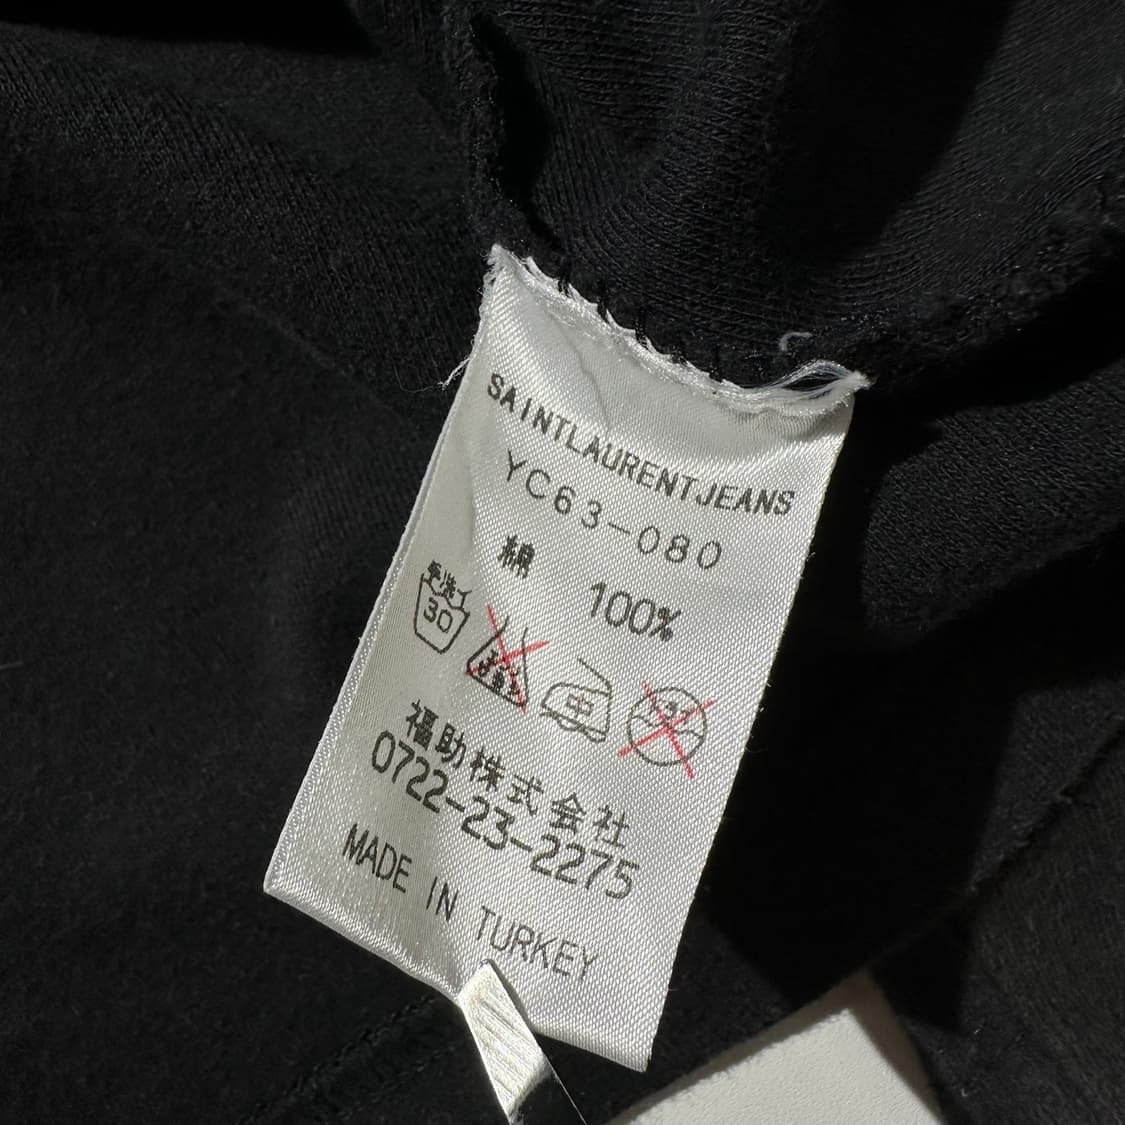 SAINTLAURENTJEANS
YC63-080
綿 100%
手洗イ
30
中
福助株式会社
0722-23-2275
MADE IN TURKEY